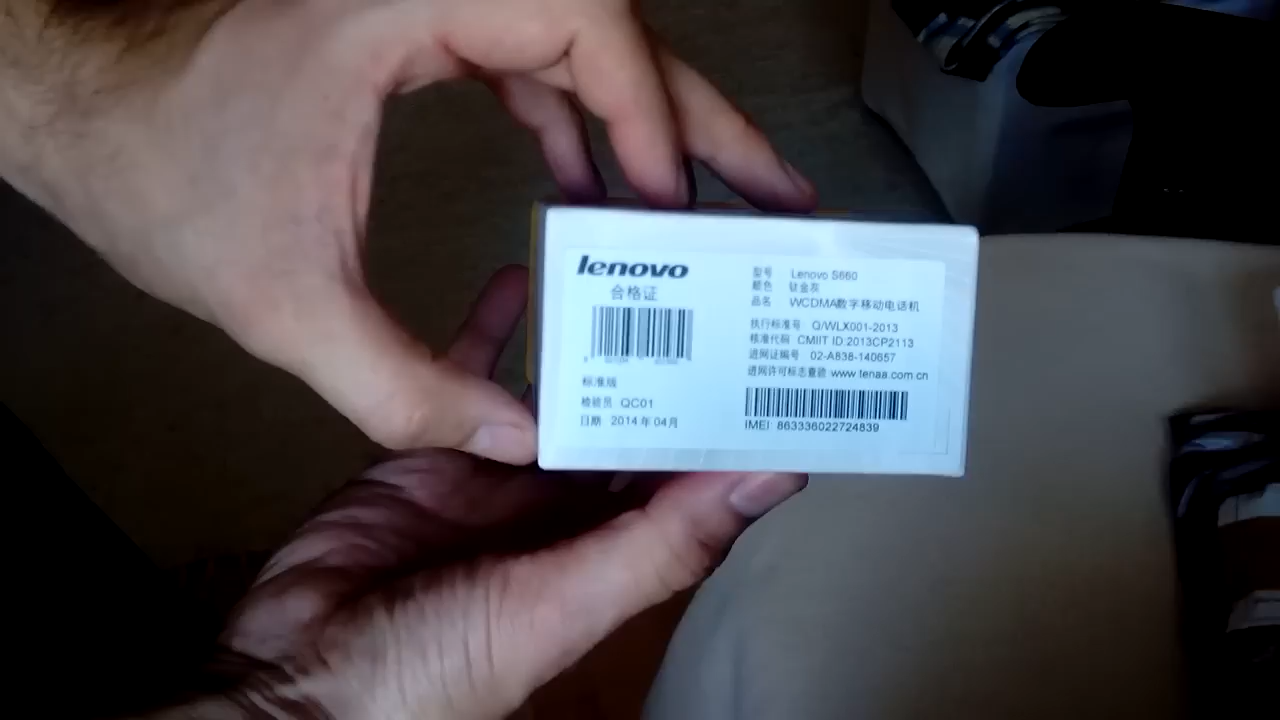 lenovo
合格证
标准版
检验员 QC01
日期 2014 年 04月
型号 Lenovo S660
颜色 钛金灰
品名 WCDMA数字移动电话机
执行标准号 Q/WLX001-2013
核准代码 CMIIT ID 2013CP2113
进网证编号 02-A838-140657
进网许可标志查验 www.tenaa.com.cn
IMEI 863336022724839